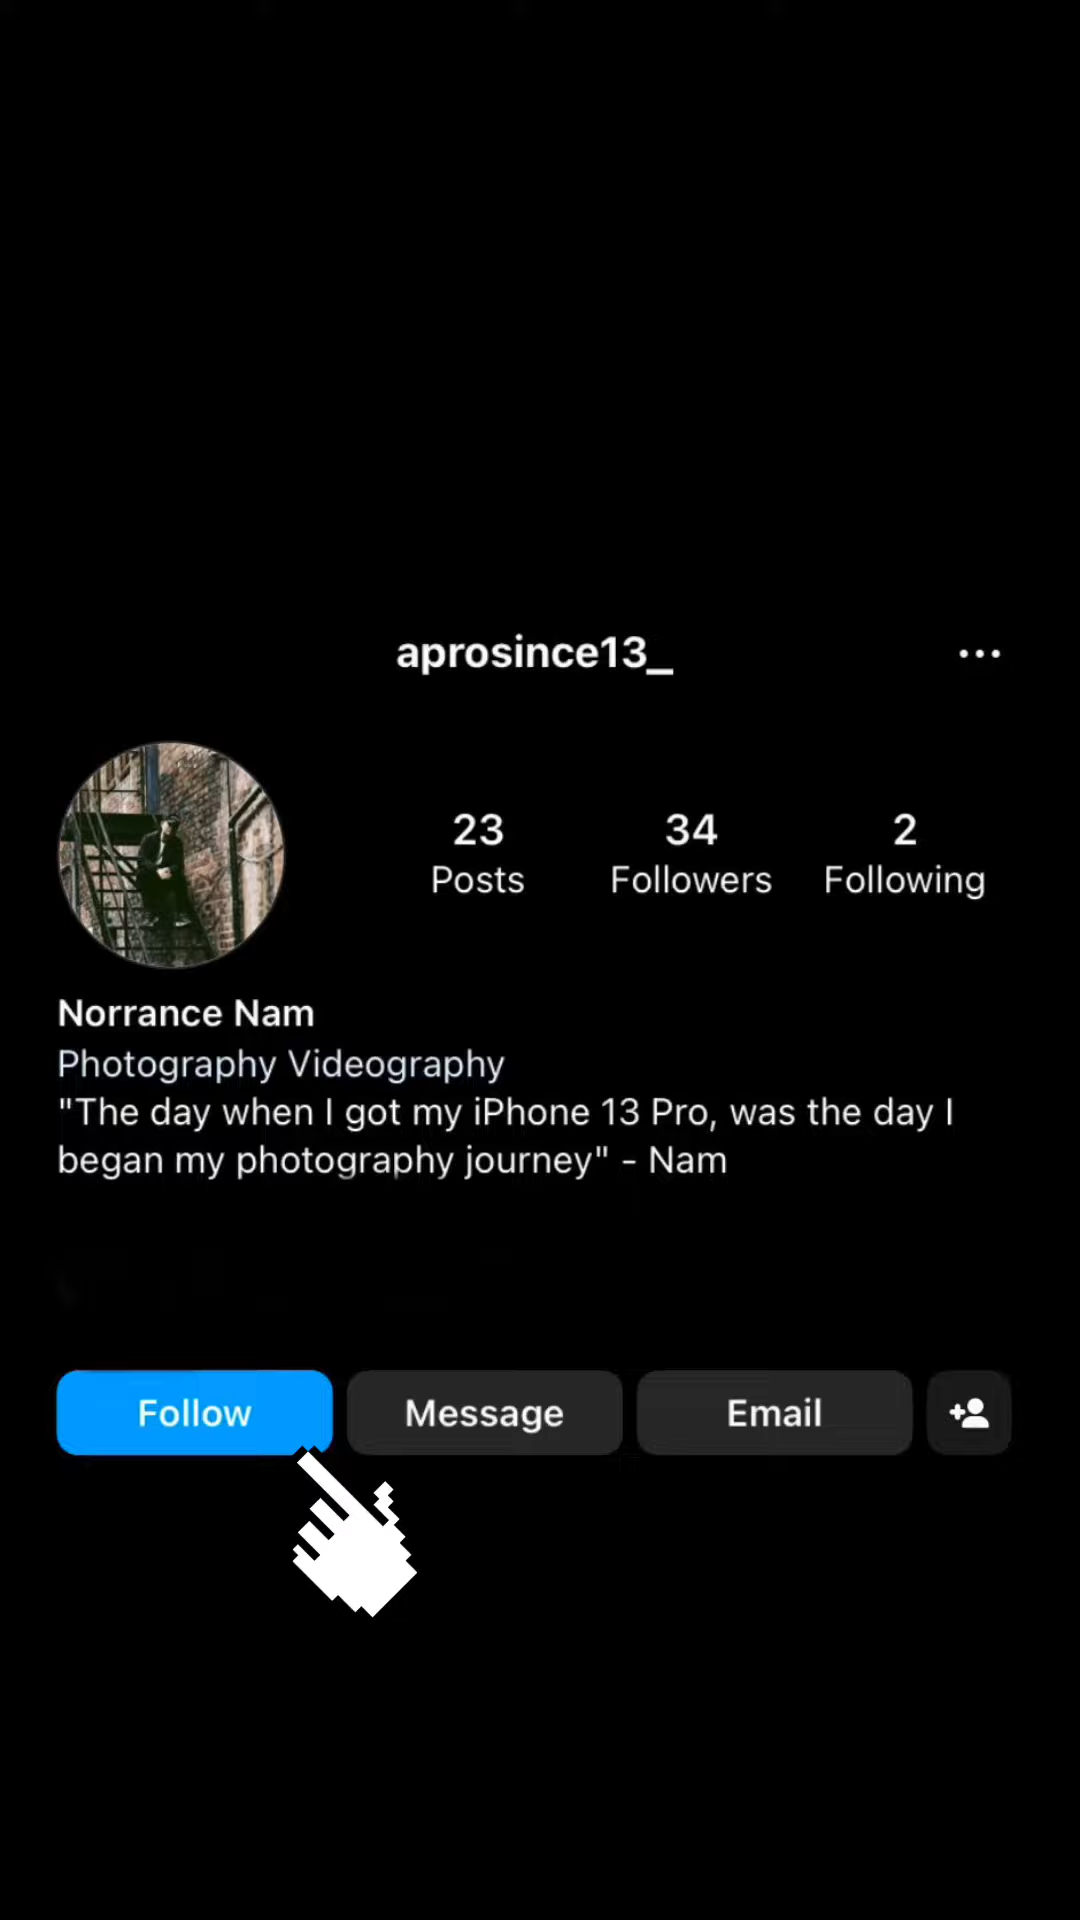 aprosince13_
23 34 2
Posts Followers Following
Norrance Nam
Photography Videography
"The day when I got my iPhone 13 Pro, was the day I
began my photography journey" - Nam
Follow Message Email